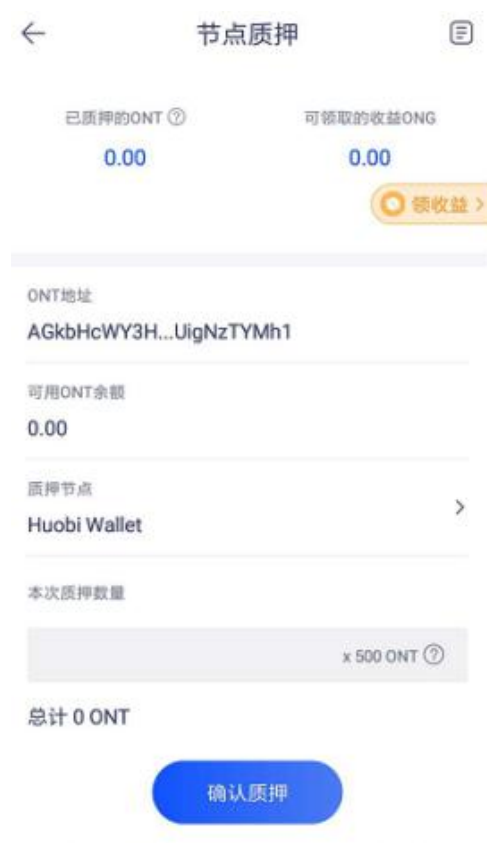 节点质押
已质押的ONT
可领取的收益ONG
0.00
0.00
领收益
ONT地址
AGkbHcWY3H...UigNzTYMh1
可用ONT余额
0.00
质押节点
Huobi Wallet
本次质押数量
x 500 ONT
总计 0 ONT
确认质押